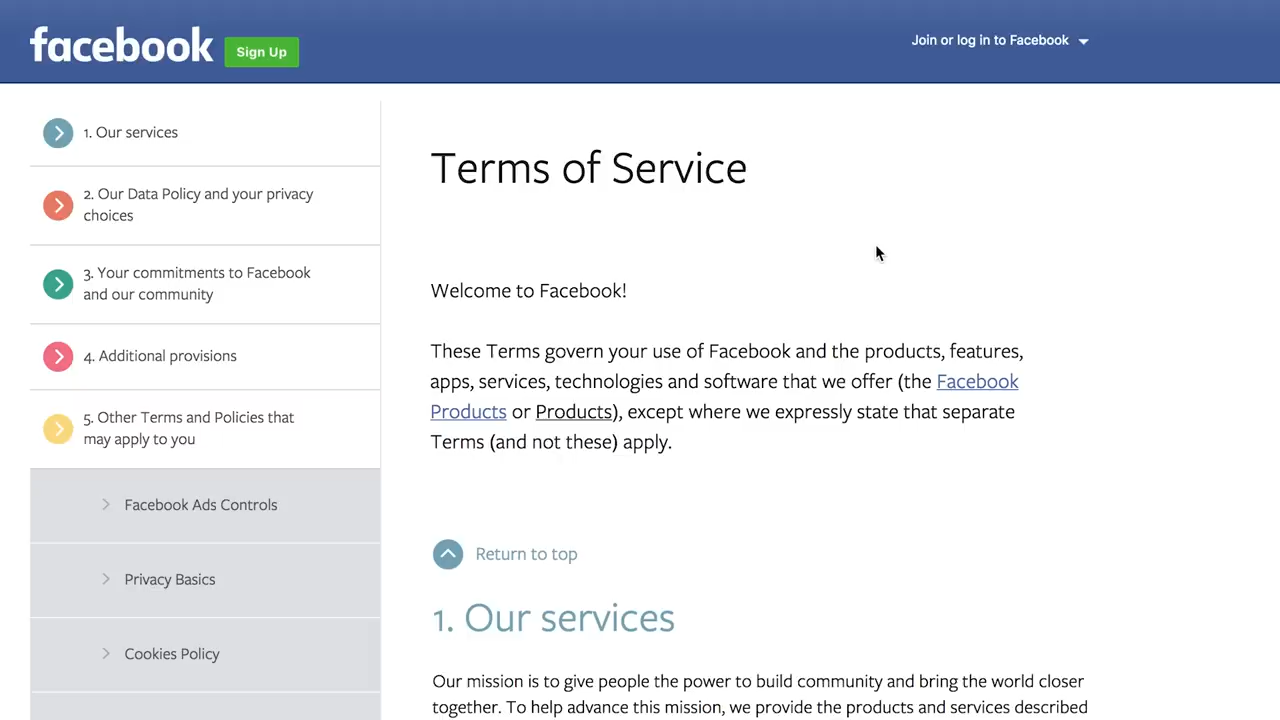 facebook
Sign Up
Join or log in to Facebook
1. Our services
2. Our Data Policy and your privacy
choices
3. Your commitments to Facebook
and our community
4. Additional provisions
5. Other Terms and Policies that
may apply to you
Facebook Ads Controls
Privacy Basics
Cookies Policy
Terms of Service
Welcome to Facebook!
These Terms govern your use of Facebook and the products, features,
apps, services, technologies and software that we offer (the Facebook
Products or Products), except where we expressly state that separate
Terms (and not these) apply.
Return to top
1. Our services
Our mission is to give people the power to build community and bring the world closer
together. To help advance this mission, we provide the products and services described